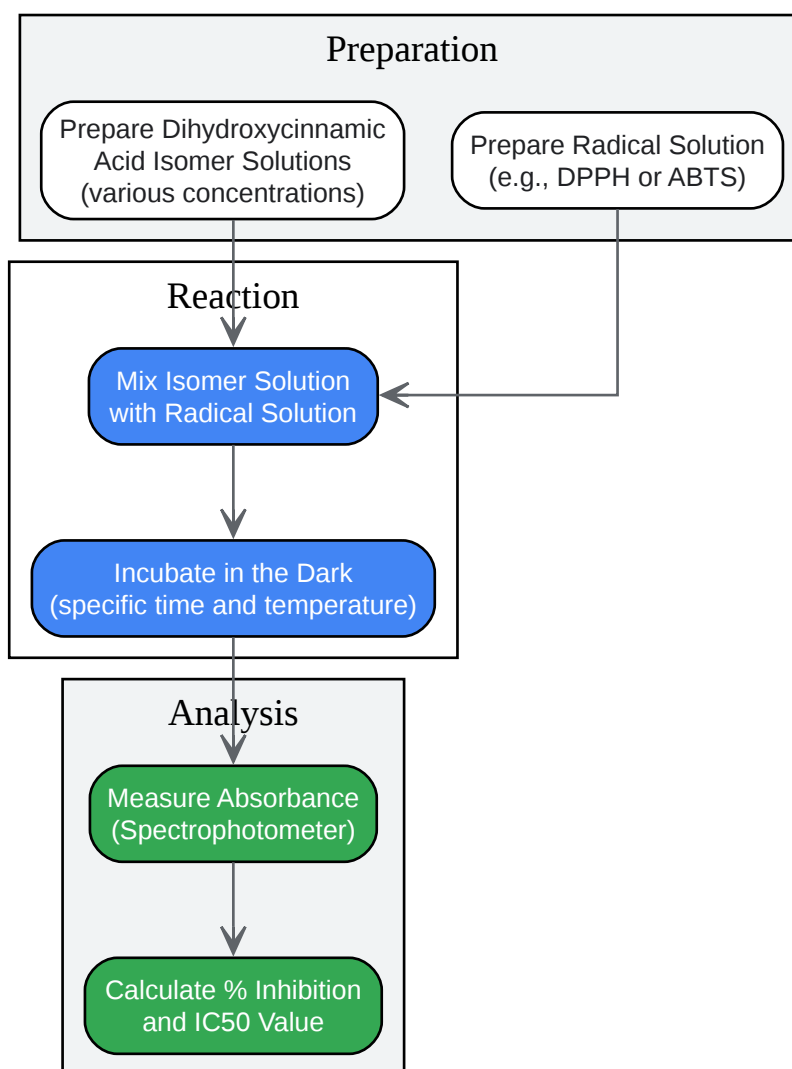 Preparation
Prepare Dihydroxycinnamic
Acid Isomer Solutions
(various concentrations)
Prepare Radical Solution
(e.g., DPPH or ABTS)
Reaction
Mix Isomer Solution
with Radical Solution
Incubate in the Dark
(specific time and temperature)
Analysis
Measure Absorbance
(Spectrophotometer)
Calculate % Inhibition
and IC50 Value